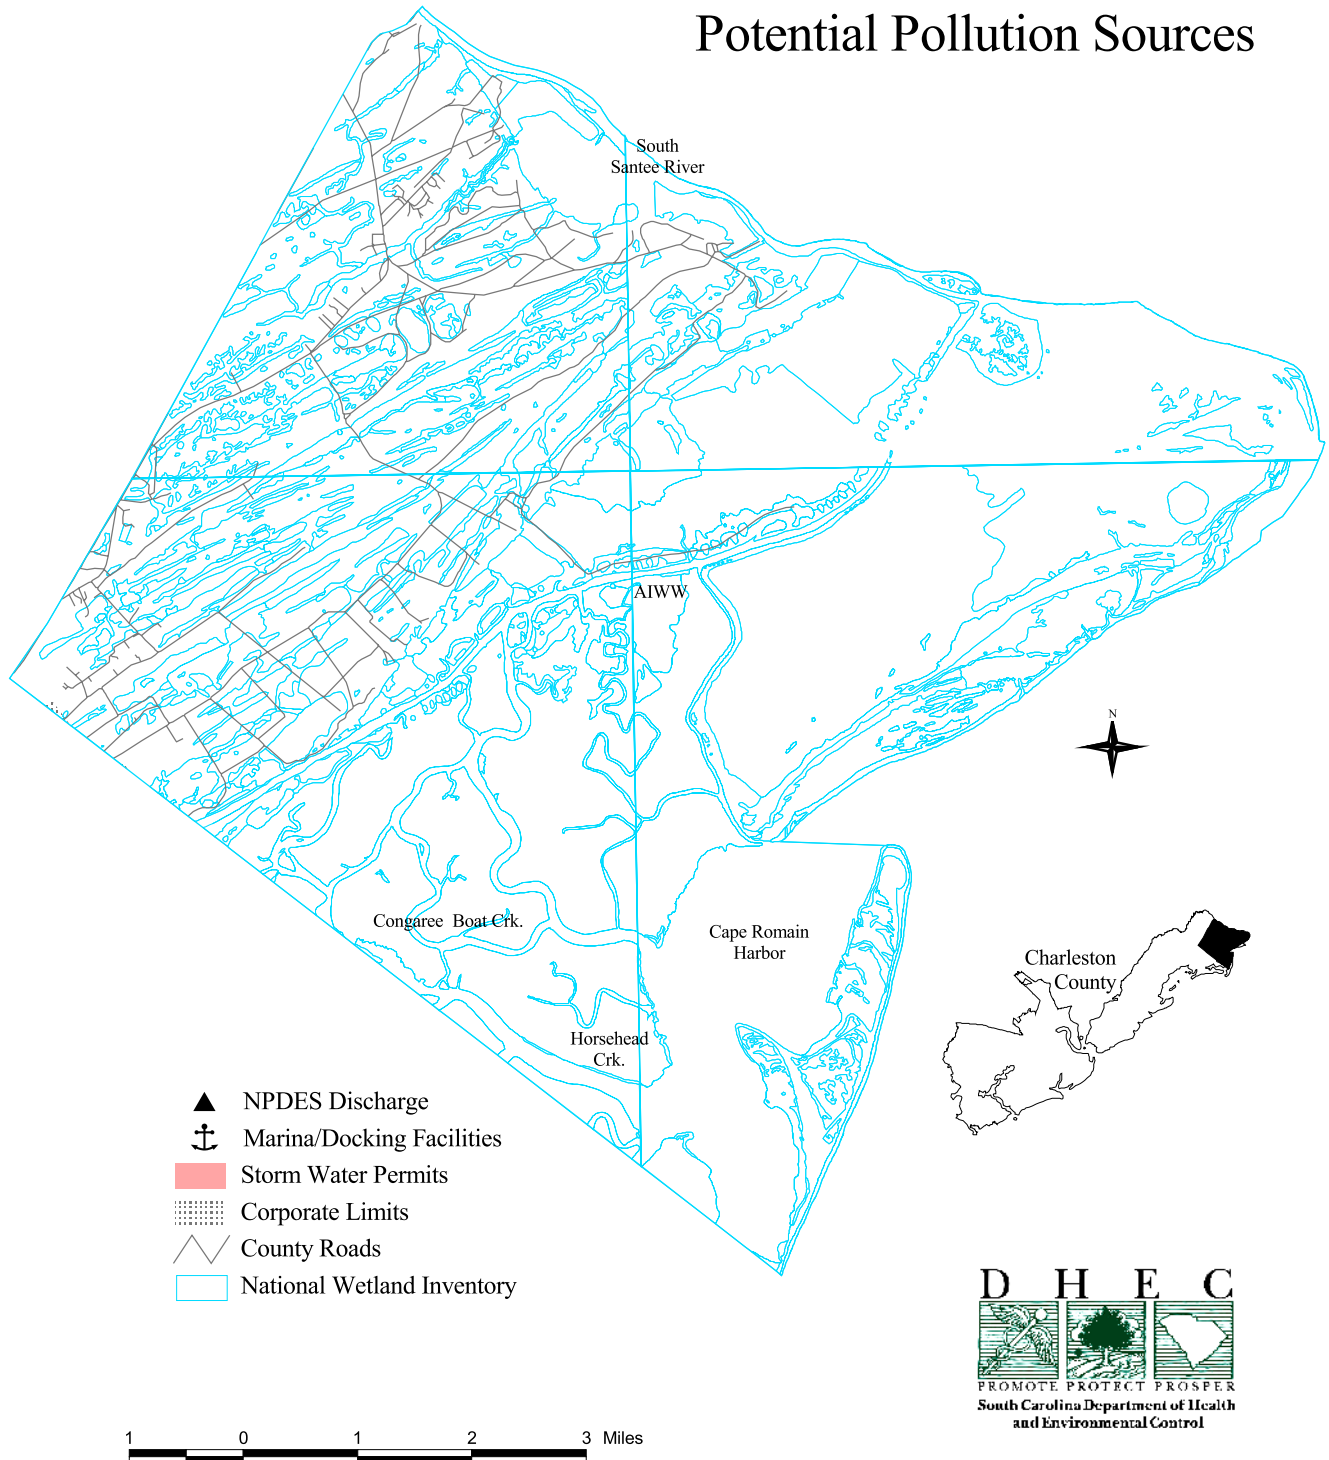 Potential Pollution Sources
South
Santee River
AIWW
N
Congaree Boat Crk.
Cape Romain
Harbor
Charleston
County
Horsehead
Crk.
NPDES Discharge
Marina/Docking Facilities
Storm Water Permits
Corporate Limits
County Roads
National Wetland Inventory
D H E C
PROMOTE PROTECT PROSPER
South Carolina Department of Health
and Environmental Control
1 0 1 2 3 Miles